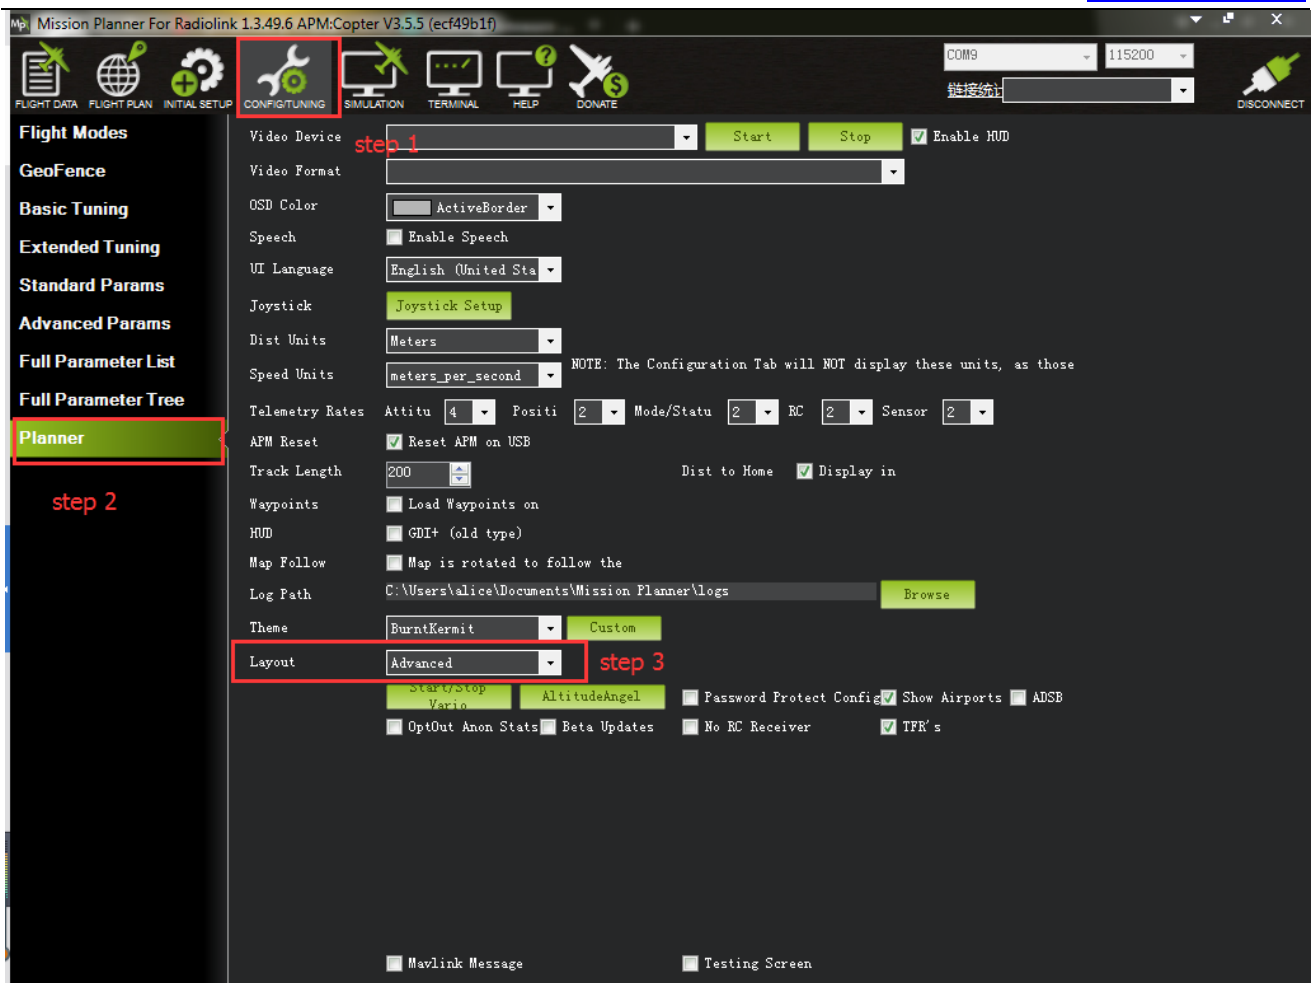 Mission Planner For Radiolink 1.3.49.6 APM:Copter V3.5.5 (ecf49b1f)
FLIGHT DATA FLIGHT PLAN INITIAL SETUP CONFIG/TUNING SIMULATION TERMINAL HELP DONATE
COM9 115200
链接统计
DISCONNECT
step 1
Flight Modes
GeoFence
Basic Tuning
Extended Tuning
Standard Params
Advanced Params
Full Parameter List
Full Parameter Tree
Planner
step 2
Video Device Start Stop Enable HUD
Video Format
OSD Color ActiveBorder
Speech Enable Speech
UI Language English (United Sta
Joystick Joystick Setup
Dist Units Meters
NOTE: The Configuration Tab will NOT display these units, as those
Speed Units meters_per_second
Telemetry Rates Attitu 4 Positi 2 Mode/Statu 2 RC 2 Sensor 2
APM Reset Reset APM on USB
Track Length 200 Dist to Home Display in
Waypoints Load Waypoints on
HUD GDI+ (old type)
Map Follow Map is rotated to follow the
Log Path C:\Users\alice\Documents\Mission Planner\logs Browse
Theme BurntKermit Custom
Layout Advanced step 3
Start/Stop
Vario
AltitudeAngel Password Protect Config Show Airports ADSB
OptOut Anon Stats Beta Updates No RC Receiver TFR's
Mavlink Message Testing Screen